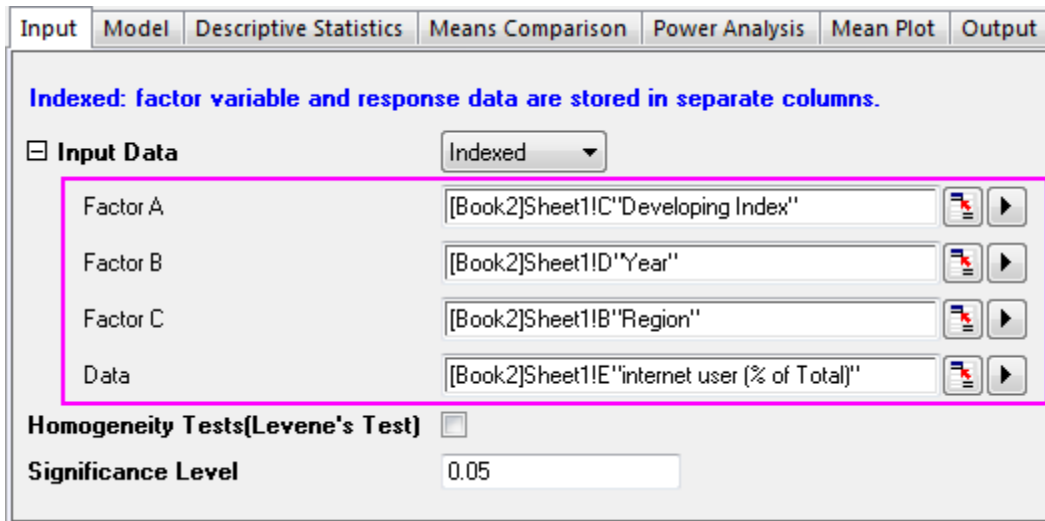 Input Model Descriptive Statistics Means Comparison Power Analysis Mean Plot Output
Indexed: factor variable and response data are stored in separate columns.
Input Data Indexed
Factor A [Book2]Sheet1!C"Developing Index"
Factor B [Book2]Sheet1!D"Year"
Factor C [Book2]Sheet1!B"Region"
Data [Book2]Sheet1!E"internet user (% of Total)"
Homogeneity Tests(Levene's Test)
Significance Level 0.05